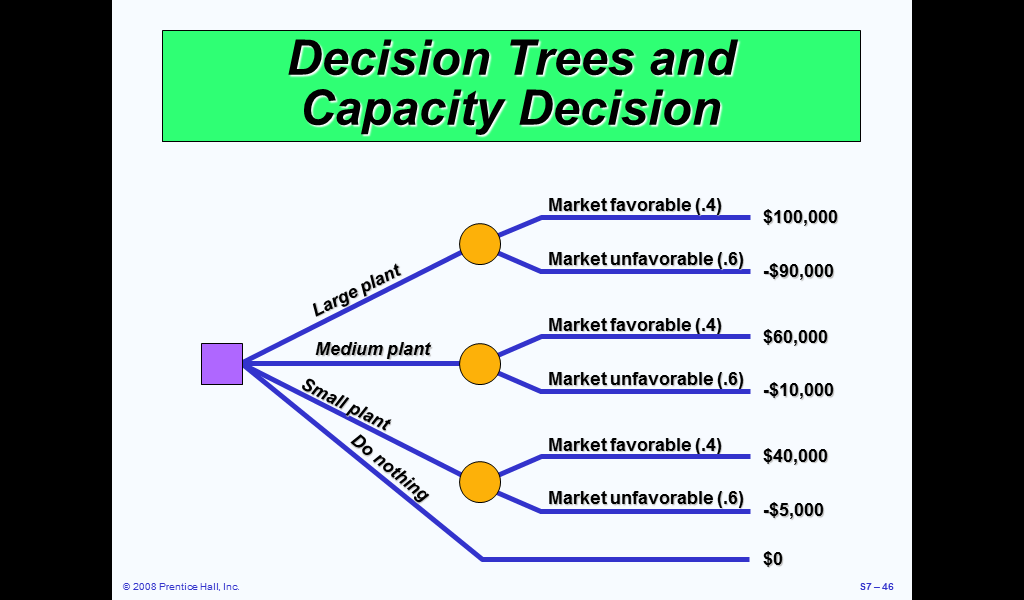 Decision Trees and
Capacity Decision
Market favorable (.4)
$100,000
Market unfavorable (.6)
-$90,000
Large plant
Market favorable (.4)
$60,000
Medium plant
Market unfavorable (.6)
-$10,000
Small plant
Market favorable (.4)
$40,000
Do nothing
Market unfavorable (.6)
-$5,000
$0
© 2008 Prentice Hall, Inc.
S7 – 46